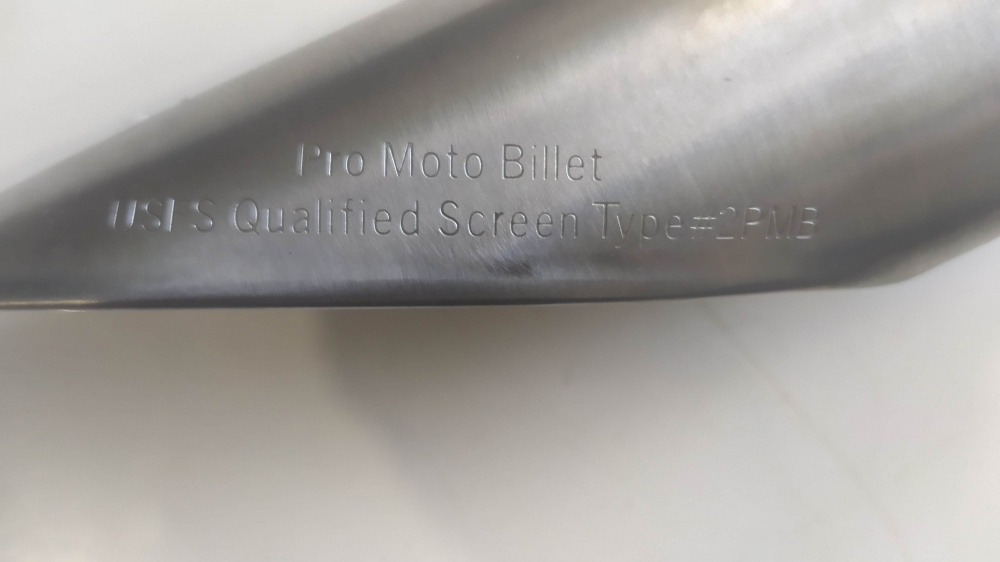 Pro Moto Billet
USFS Qualified Screen Type#2PMB